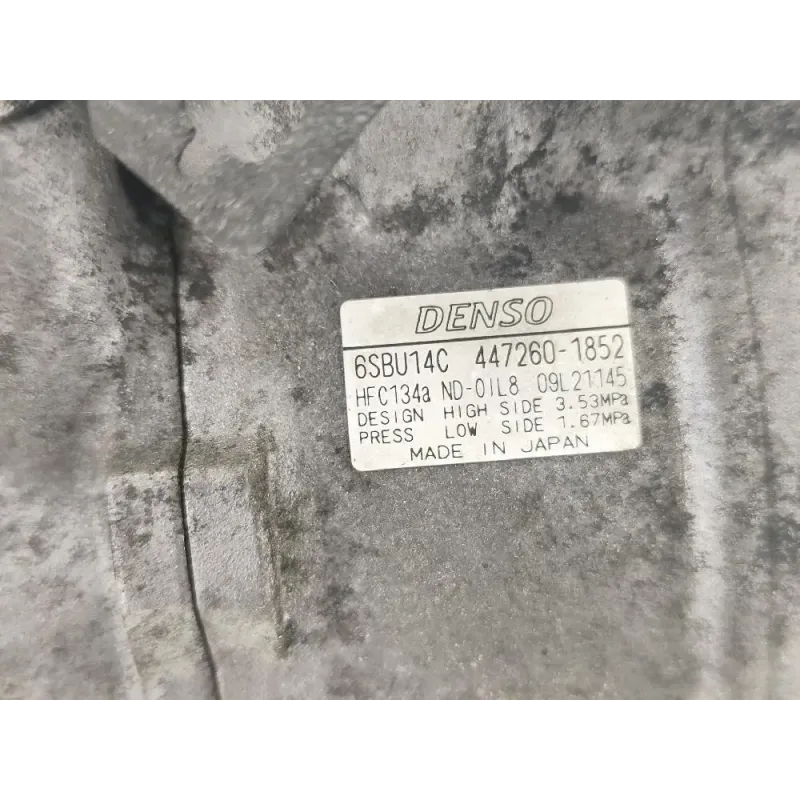 DENSO
6SBU14C 447260-1852
HFC134a ND-OIL8 09L21145
DESIGN HIGH SIDE 3.53MPa
PRESS LOW SIDE 1.67MPa
MADE IN JAPAN